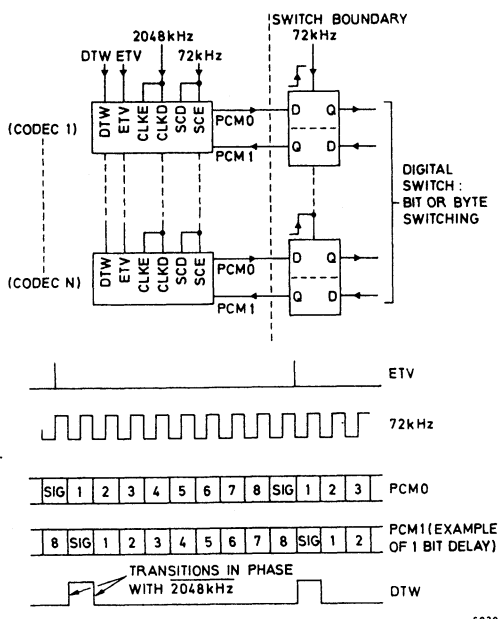 SWITCH BOUNDARY
2048kHz
72kHz
DTW ETV
72kHz
(CODEC 1)
DTW
ETV
CLKE
CLKD
SCD
SCE
PCM0
PCM1
D Q
Q D
DIGITAL
SWITCH :
BIT OR BYTE
SWITCHING
(CODEC N)
DTW
ETV
CLKE
CLKD
SCD
SCE
PCM0
PCM1
D Q
Q D
ETV
72kHz
SIG 1 2 3 4 5 6 7 8 SIG 1 2 3
PCM0
8 SIG 1 2 3 4 5 6 7 8 SIG 1 2
PCM1(EXAMPLE
OF 1 BIT DELAY)
TRANSITIONS IN PHASE
WITH 2048kHz
DTW